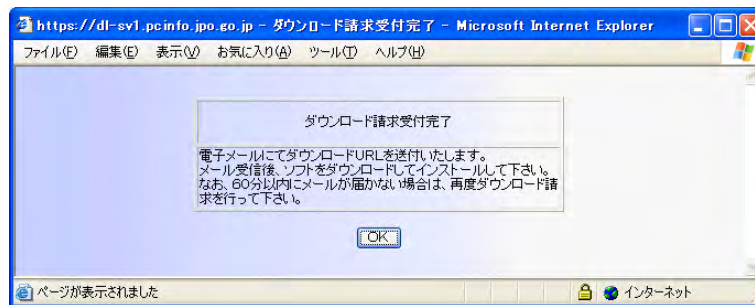 https://dl-sv1.pcinfo.jpo.go.jp - ダウンロード請求受付完了 - Microsoft Internet Explorer
ファイル(F) 編集(E) 表示(V) お気に入り(A) ツール(T) ヘルプ(H)
ダウンロード請求受付完了
電子メールにてダウンロードURLを送付いたします。
メール受信後、ソフトをダウンロードしてインストールして下さい。
なお、60分以内にメールが届かない場合は、再度ダウンロード請
求を行って下さい。
OK
ページが表示されました インターネット